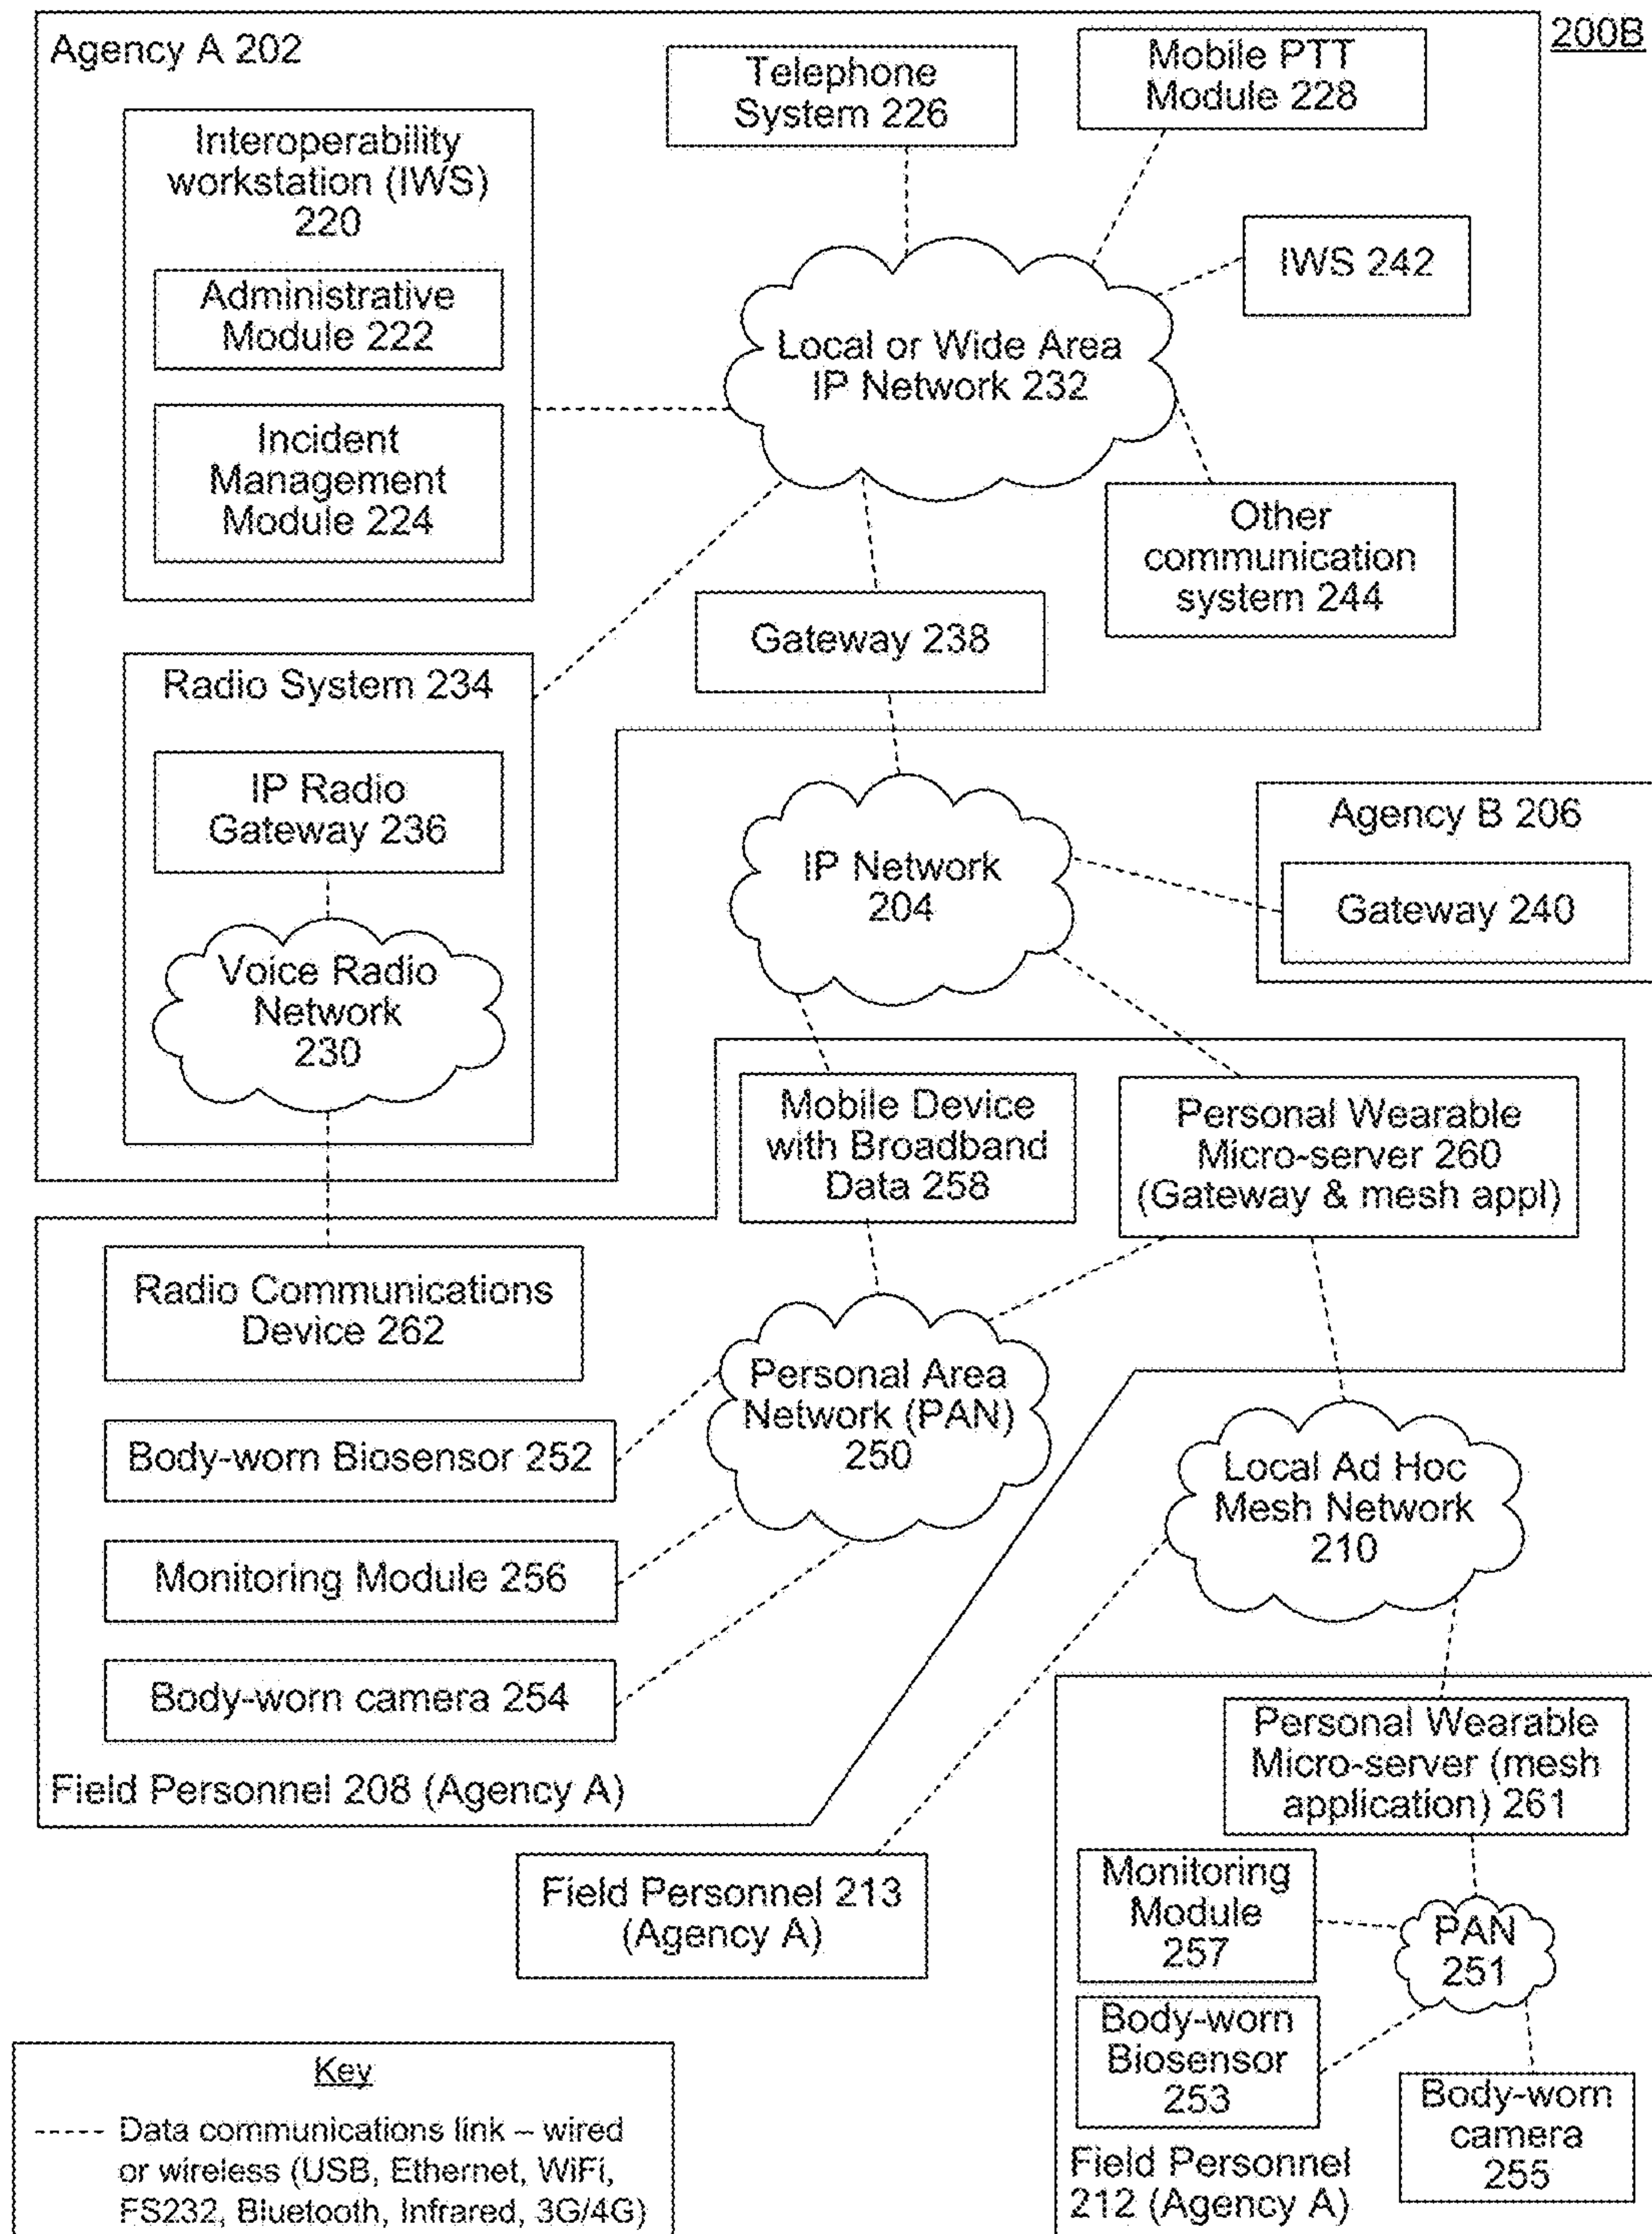 200B
Agency A 202
Telephone
System 226
Mobile PTT
Module 228
Interoperability
workstation (IWS)
220
Administrative
Module 222
Incident
Management
Module 224
IWS 242
Local or Wide Area
IP Network 232
Other
communication
system 244
Gateway 238
Radio System 234
IP Radio
Gateway 236
Voice Radio
Network
230
IP Network
204
Agency B 206
Gateway 240
Mobile Device
with Broadband
Data 258
Personal Wearable
Micro-server 260
(Gateway & mesh appl)
Radio Communications
Device 262
Personal Area
Network (PAN)
250
Body-worn Biosensor 252
Monitoring Module 256
Body-worn camera 254
Field Personnel 208 (Agency A)
Local Ad Hoc
Mesh Network
210
Field Personnel 213
(Agency A)
Personal Wearable
Micro-server (mesh
application) 261
Monitoring
Module
257
PAN
251
Body-worn
Biosensor
253
Body-worn
camera
255
Field Personnel
212 (Agency A)
Key
Data communications link – wired
or wireless (USB, Ethernet, WiFi,
FS232, Bluetooth, Infrared, 3G/4G)